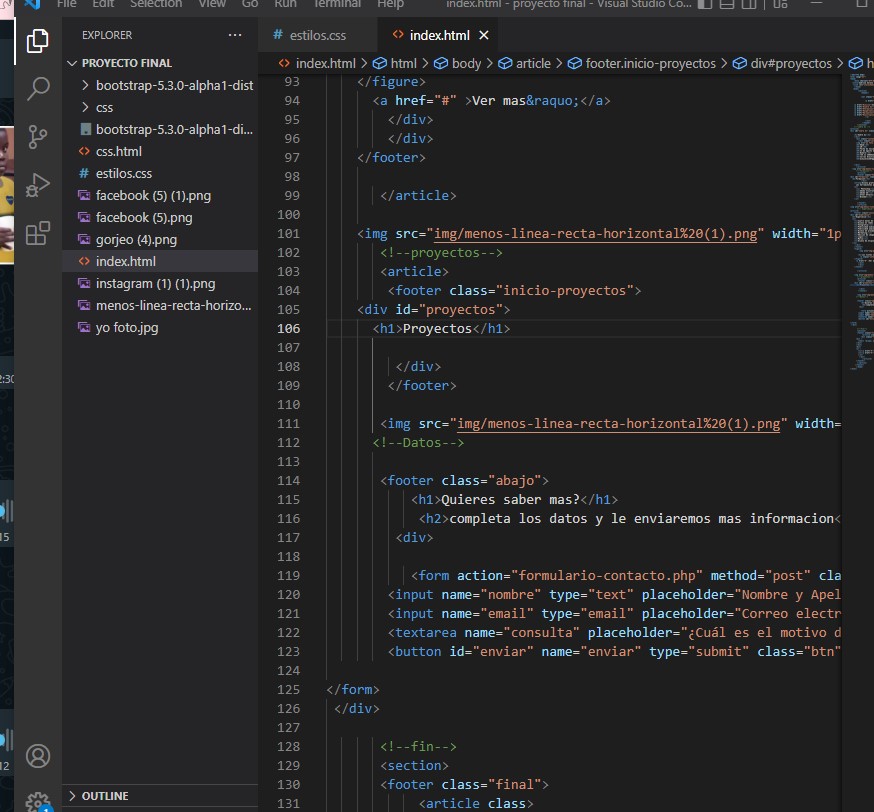 File Edit Selection View Go Run Terminal Help index.html - proyecto final - Visual Studio Co...
EXPLORER ...
PROYECTO FINAL
bootstrap-5.3.0-alpha1-dist
css
bootstrap-5.3.0-alpha1-di...
css.html
estilos.css
facebook (5) (1).png
facebook (5).png
gorjeo (4).png
index.html
instagram (1) (1).png
menos-linea-recta-horizo...
yo foto.jpg
OUTLINE
1
estilos.css index.html
index.html > html > body > article > footer.inicio-proyectos > div#proyectos > h
93 </figure>
94 <a href="#" >Ver mas&raquo;</a>
95 </div>
96 </div>
97 </footer>
98
99 </article>
100
101 <img src="img/menos-linea-recta-horizontal%20(1).png" width="1p
102 <!--proyectos-->
103 <article>
104 <footer class="inicio-proyectos">
105 <div id="proyectos">
106 <h1>Proyectos</h1>
107
108 </div>
109 </footer>
110
111 <img src="img/menos-linea-recta-horizontal%20(1).png" width=
112 <!--Datos-->
113
114 <footer class="abajo">
115 <h1>Quieres saber mas?</h1>
116 <h2>completa los datos y le enviaremos mas informacion<
117 <div>
118
119 <form action="formulario-contacto.php" method="post" cla
120 <input name="nombre" type="text" placeholder="Nombre y Apel
121 <input name="email" type="email" placeholder="Correo electr
122 <textarea name="consulta" placeholder="¿Cuál es el motivo d
123 <button id="enviar" name="enviar" type="submit" class="btn"
124
125 </form>
126 </div>
127
128 <!--fin-->
129 <section>
130 <footer class="final">
131 <article class>